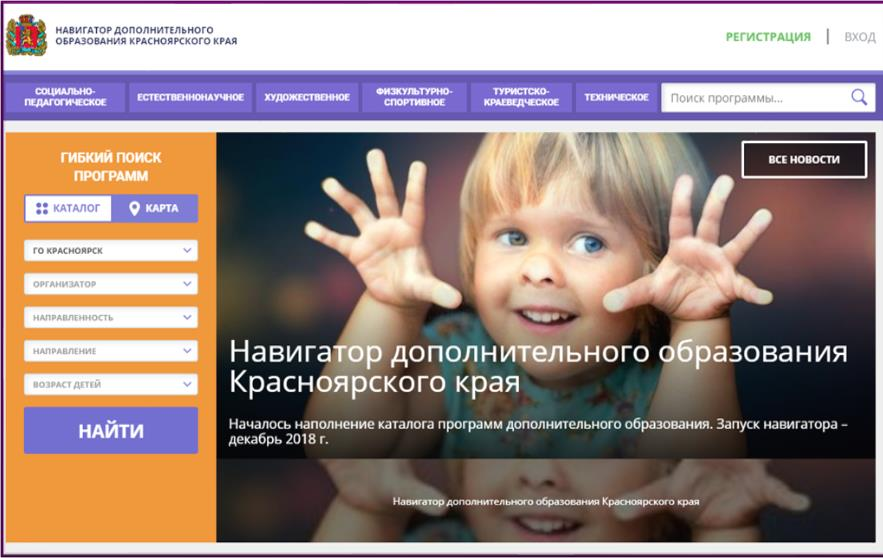 НАВИГАТОР ДОПОЛНИТЕЛЬНОГО
ОБРАЗОВАНИЯ КРАСНОЯРСКОГО КРАЯ
РЕГИСТРАЦИЯ | ВХОД
СОЦИАЛЬНО-
ПЕДАГОГИЧЕСКОЕ
ЕСТЕСТВЕННОНАУЧНОЕ
ХУДОЖЕСТВЕННОЕ
ФИЗКУЛЬТУРНО-
СПОРТИВНОЕ
ТУРИСТСКО-
КРАЕВЕДЧЕСКОЕ
ТЕХНИЧЕСКОЕ
Поиск программы...
ГИБКИЙ ПОИСК
ПРОГРАММ
КАТАЛОГ
КАРТА
ГО КРАСНОЯРСК
ОРГАНИЗАТОР
НАПРАВЛЕННОСТЬ
НАПРАВЛЕНИЕ
ВОЗРАСТ ДЕТЕЙ
НАЙТИ
ВСЕ НОВОСТИ
Навигатор дополнительного образования
Красноярского края
Началось наполнение каталога программ дополнительного образования. Запуск навигатора –
декабрь 2018 г.
Навигатор дополнительного образования Красноярского края